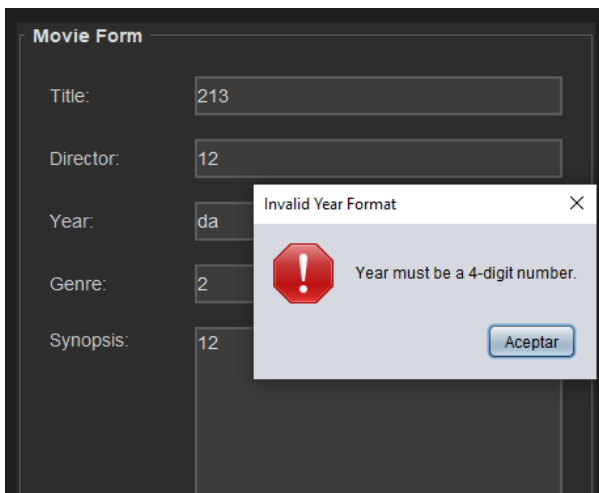 Movie Form
Title: 213
Director: 12
Invalid Year Format
Year: da
Year must be a 4-digit number.
Genre: 2
Synopsis: 12
Aceptar